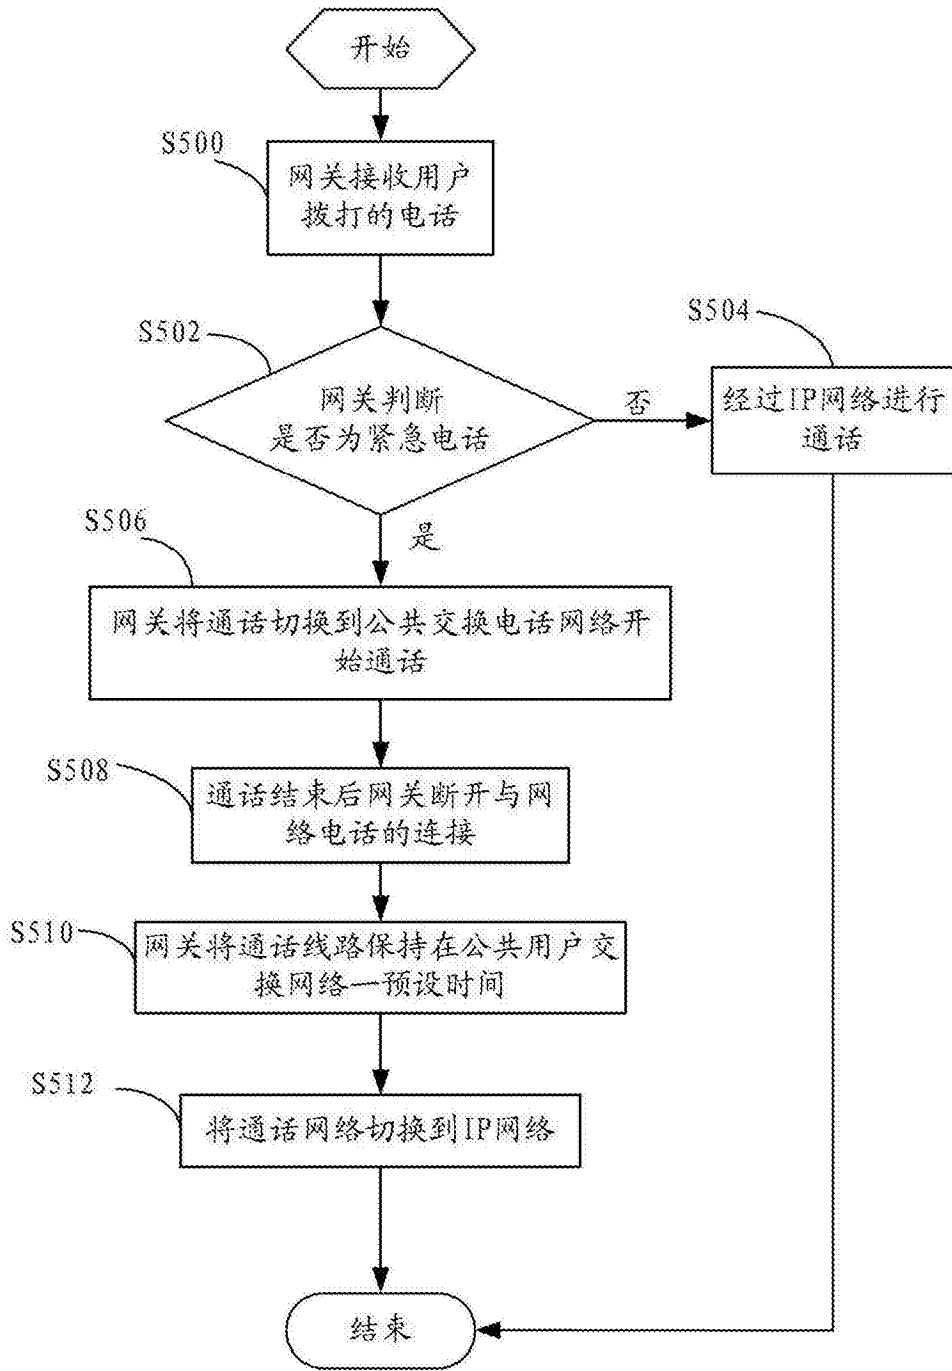 开始
S500
网关接收用户
拨打的电话
S502
网关判断
是否为紧急电话
否
S504
经过IP网络进行
通话
是
S506
网关将通话切换到公共交换电话网络开
始通话
S508
通话结束后网关断开与网
络电话的连接
S510
网关将通话线路保持在公共用户交
换网络一预设时间
S512
将通话网络切换到IP网络
结束